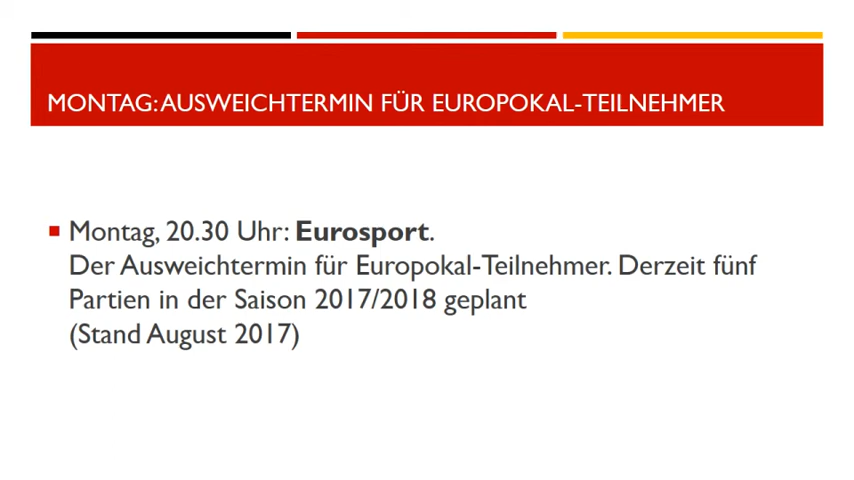 MONTAG: AUSWEICHTERMIN FÜR EUROPOKAL-TEILNEHMER
Montag, 20.30 Uhr: Eurosport.
Der Ausweichtermin für Europokal-Teilnehmer. Derzeit fünf
Partien in der Saison 2017/2018 geplant
(Stand August 2017)